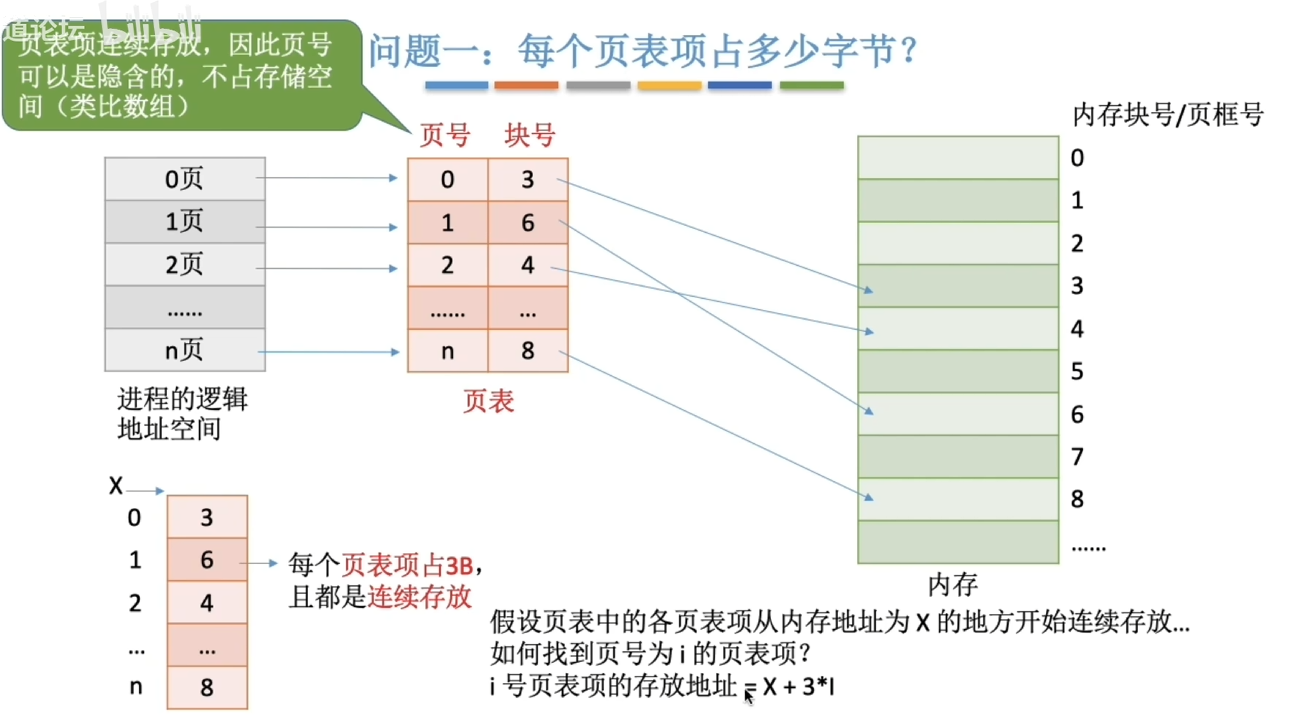 道论坛 bilibili
页表项连续存放，因此页号
可以是隐含的，不占存储空
间（类比数组）
问题一：每个页表项占多少字节？
内存块号/页框号
页号 块号
0页
1页
2页
......
n页
进程的逻辑
地址空间
0 3
1 6
2 4
...... ...
n 8
页表
0
1
2
3
4
5
6
7
8
......
内存
X
0 3
1 6
2 4
... ...
n 8
每个页表项占3B，
且都是连续存放
假设页表中的各页表项从内存地址为 X 的地方开始连续存放...
如何找到页号为 i 的页表项？
i 号页表项的存放地址 = X + 3*I